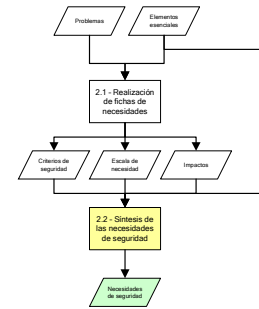 Problemas
Elementos
esenciales
2.1 - Realización
de fichas de
necesidades
Criterios de
seguridad
Escala de
necesidad
Impactos
2.2 - Síntesis de
las necesidades
de seguridad
Necesidades
de seguridad